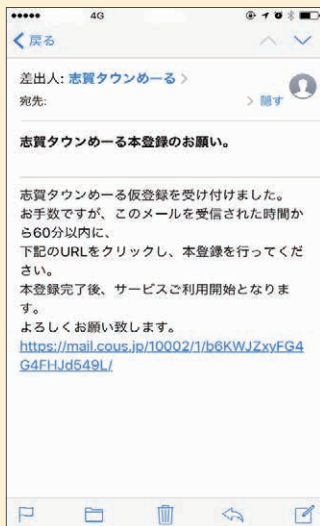 4G
戻る
差出人: 志賀タウンめーる
宛先:
隠す
志賀タウンめーる本登録のお願い。
志賀タウンめーる仮登録を受け付けました。
お手数ですが、このメールを受信された時間か
ら60分以内に、
下記のURLをクリックし、本登録を行ってくだ
さい。
本登録完了後、サービスご利用開始となりま
す。
よろしくお願い致します。
https://mail.cous.jp/10002/1/b6KWJZxyFG4
G4FHJd549L/